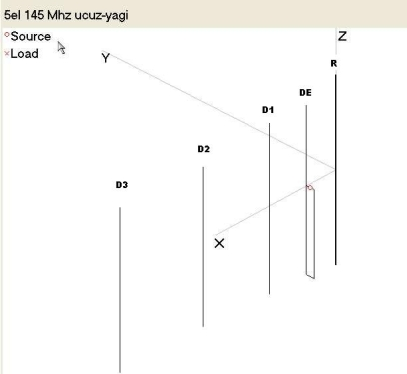 5el 145 Mhz ucuz-yagi
Source
Load
Z
Y
R
DE
D1
D2
D3
X